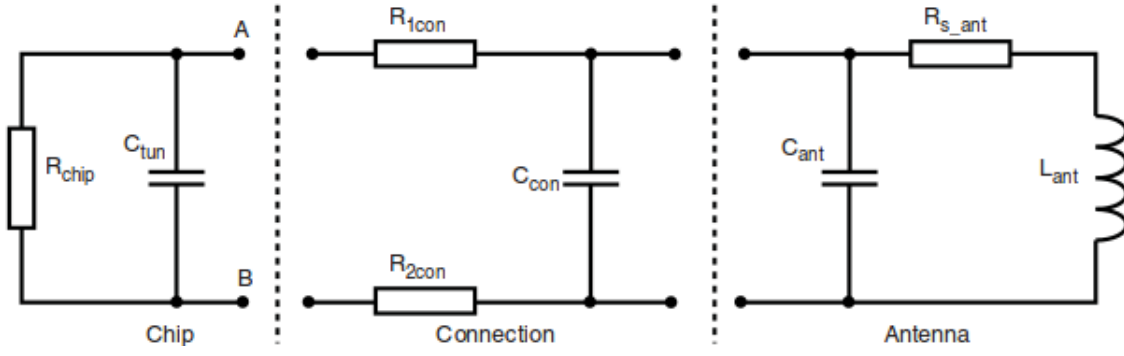 A
R1con
Rs_ant
Rchip
Ctun
Ccon
Cant
Lant
B
R2con
Chip
Connection
Antenna